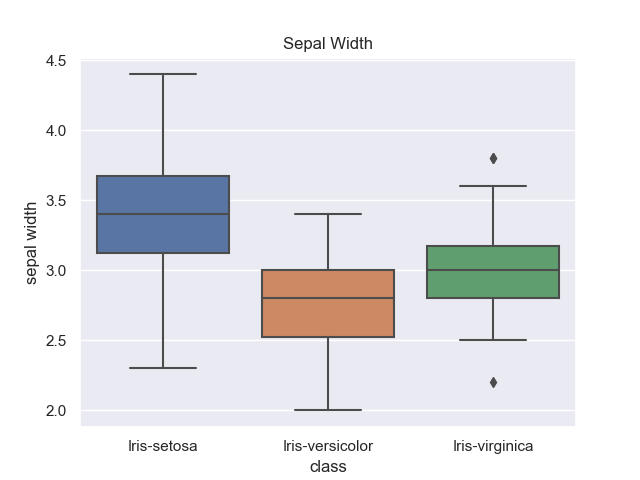 Sepal Width
4.5
4.0
3.5
3.0
2.5
2.0
sepal width
Iris-setosa
Iris-versicolor
Iris-virginica
class